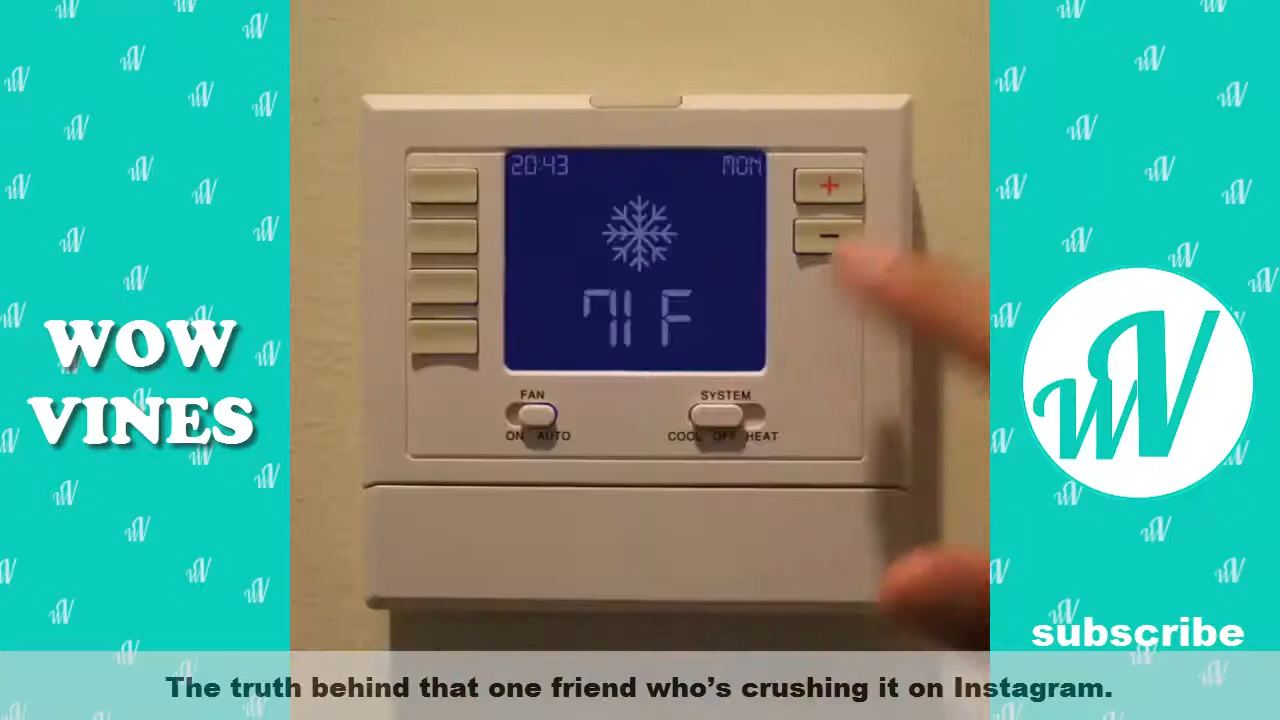 WOW
VINES
20:43 MON
71 F
+
-
FAN
ON AUTO
SYSTEM
COOL OFF HEAT
W
subscribe
The truth behind that one friend who's crushing it on Instagram.